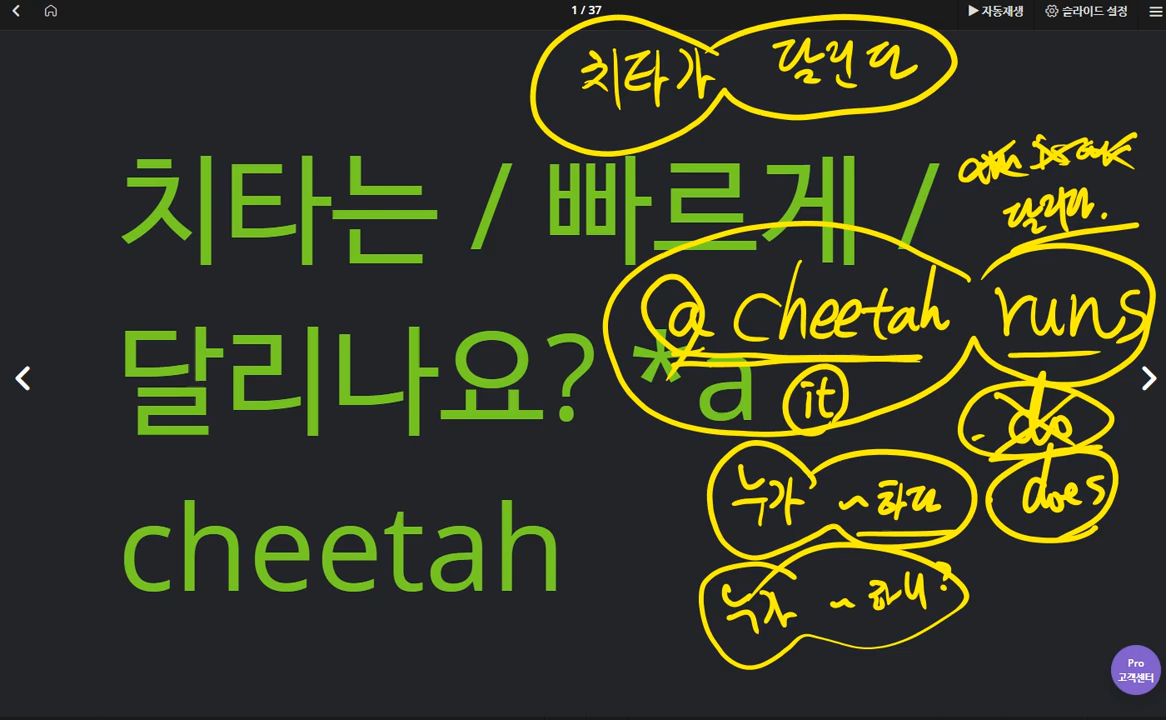 1 / 37
▶ 자동재생
슬라이드 설정
치타가 달린다
치타는 / 빠르게 /
달리다.
a cheetah runs
달리나요? *a
it
do
누가 ~하다
does
cheetah
누가 ~하니?
Pro
고객센터